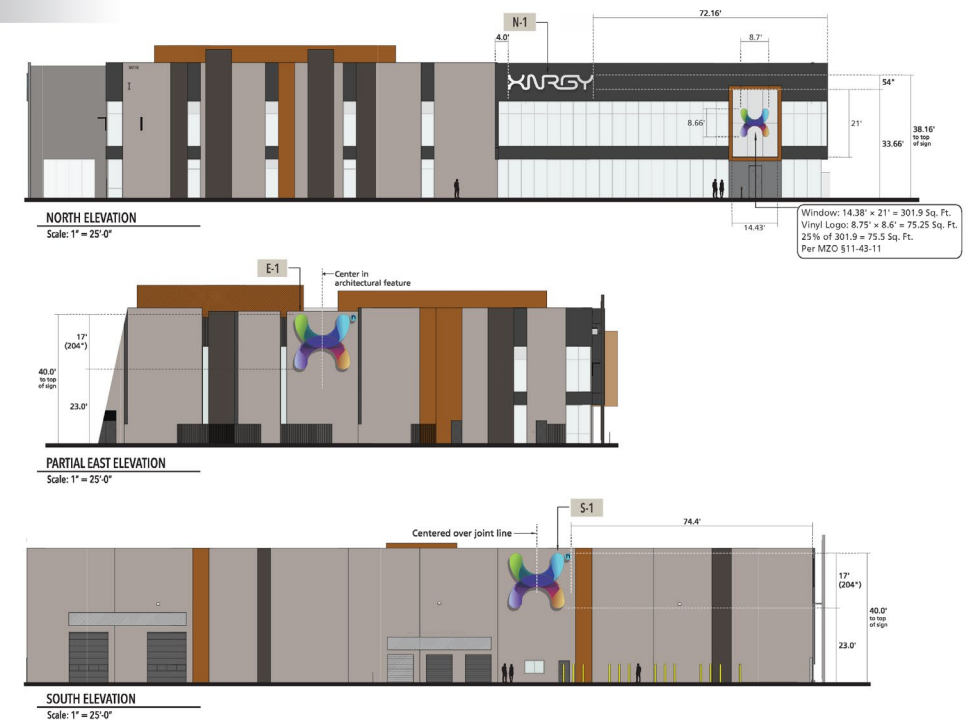 72.16'
N-1
4.0'
8.7'
XNRGY
54"
8.66'
21'
38.16'
to top
of sign
33.66'
NORTH ELEVATION
Scale: 1" = 25'-0"
14.43'
Window: 14.38' × 21' = 301.9 Sq. Ft.
Vinyl Logo: 8.75' × 8.6' = 75.25 Sq. Ft.
25% of 301.9 = 75.5 Sq. Ft.
Per MZO §11-43-11
E-1
Center in
architectural feature
17'
(204")
40.0'
to top
of sign
23.0'
PARTIAL EAST ELEVATION
Scale: 1" = 25'-0"
S-1
74.4'
Centered over joint line
17'
(204")
40.0'
to top
of sign
23.0'
SOUTH ELEVATION
Scale: 1" = 25'-0"